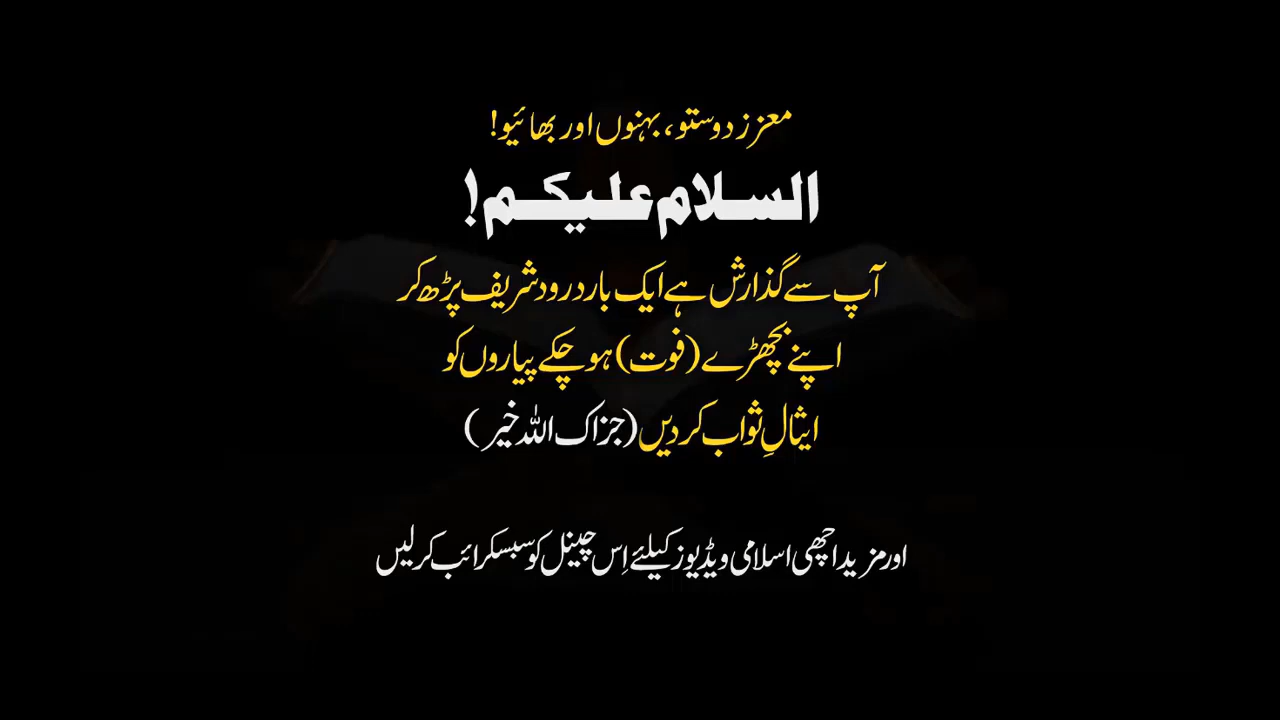 معزز دوستو، بہنوں اور بھائیو!
السلام علیکم!
آپ سے گذارش ہے ایک بار درود شریف پڑھ کر
اپنے بچھڑے (فوت) ہو چکے پیاروں کو
ایثالِ ثواب کر دیں (جزاک اللہ خیر)
اور مزید اچھی اسلامی ویڈیوز کیلئے اِس چینل کو سبسکرائب کر لیں